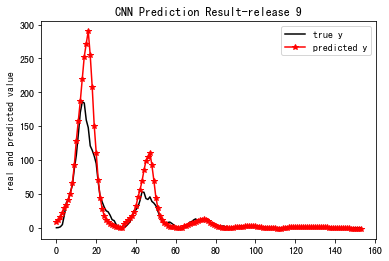 CNN Prediction Result-release 9
true y
predicted y
real and predicted value
300
250
200
150
100
50
0
0 20 40 60 80 100 120 140 160